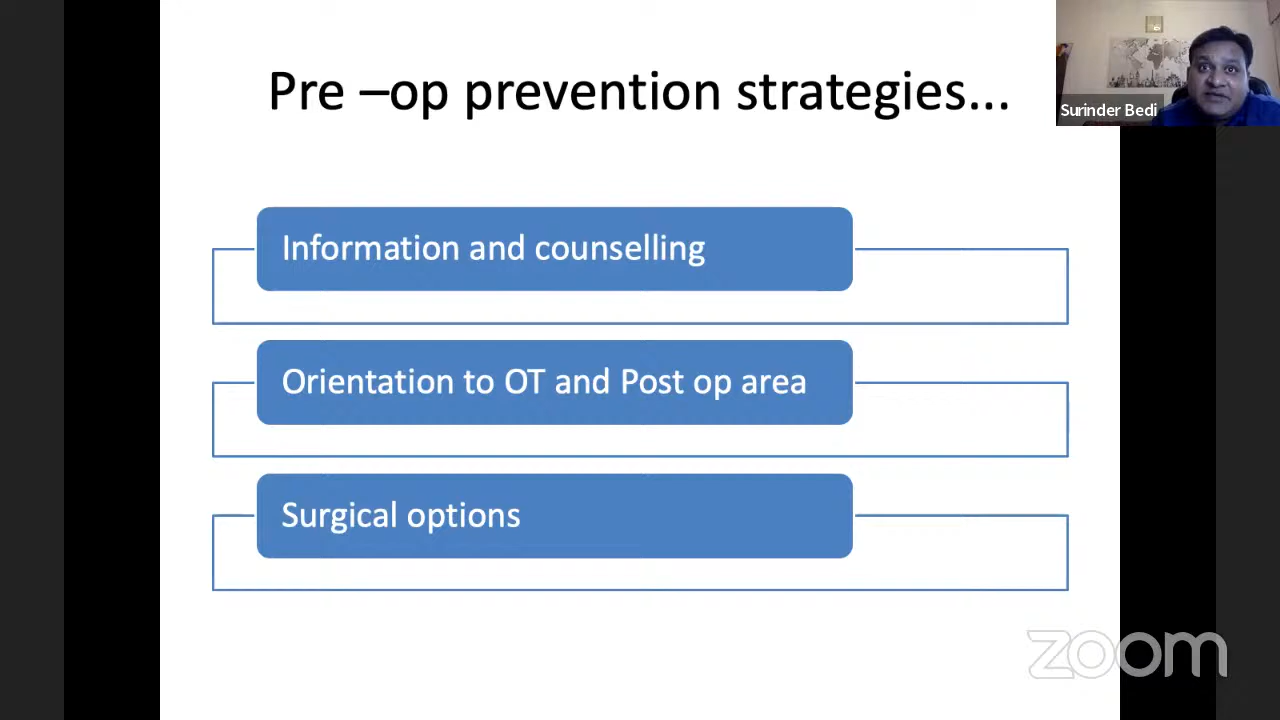 Pre –op prevention strategies...
Surinder Bedi
Information and counselling
Orientation to OT and Post op area
Surgical options
zoom